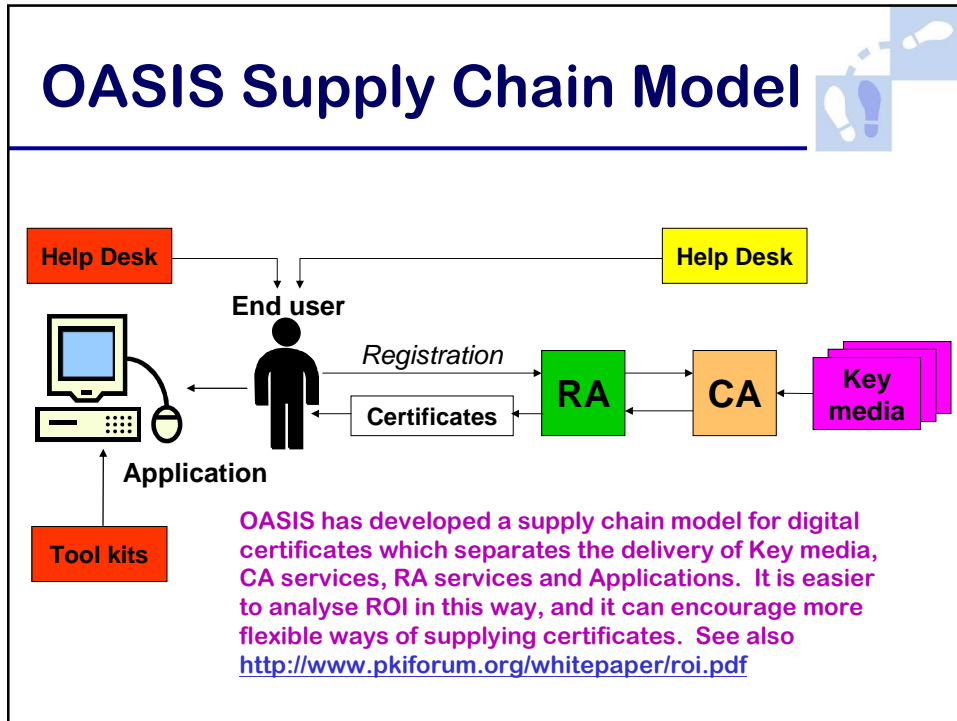 OASIS Supply Chain Model
Help Desk
Help Desk
End user
Registration
RA
CA
Key
media
Certificates
Application
Tool kits
OASIS has developed a supply chain model for digital
certificates which separates the delivery of Key media,
CA services, RA services and Applications.  It is easier
to analyse ROI in this way, and it can encourage more
flexible ways of supplying certificates.  See also
http://www.pkiforum.org/whitepaper/roi.pdf